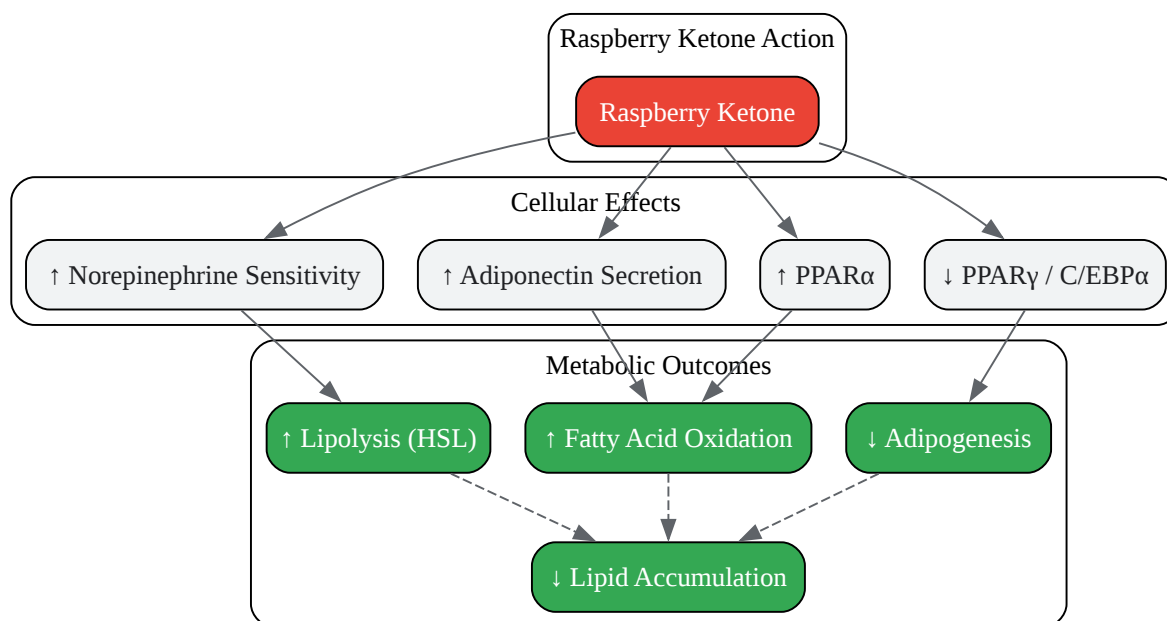 Raspberry Ketone Action
Raspberry Ketone
Cellular Effects
↑ Norepinephrine Sensitivity
↑ Adiponectin Secretion
↑ PPARα
↓ PPARγ / C/EBPα
Metabolic Outcomes
↑ Lipolysis (HSL)
↑ Fatty Acid Oxidation
↓ Adipogenesis
↓ Lipid Accumulation